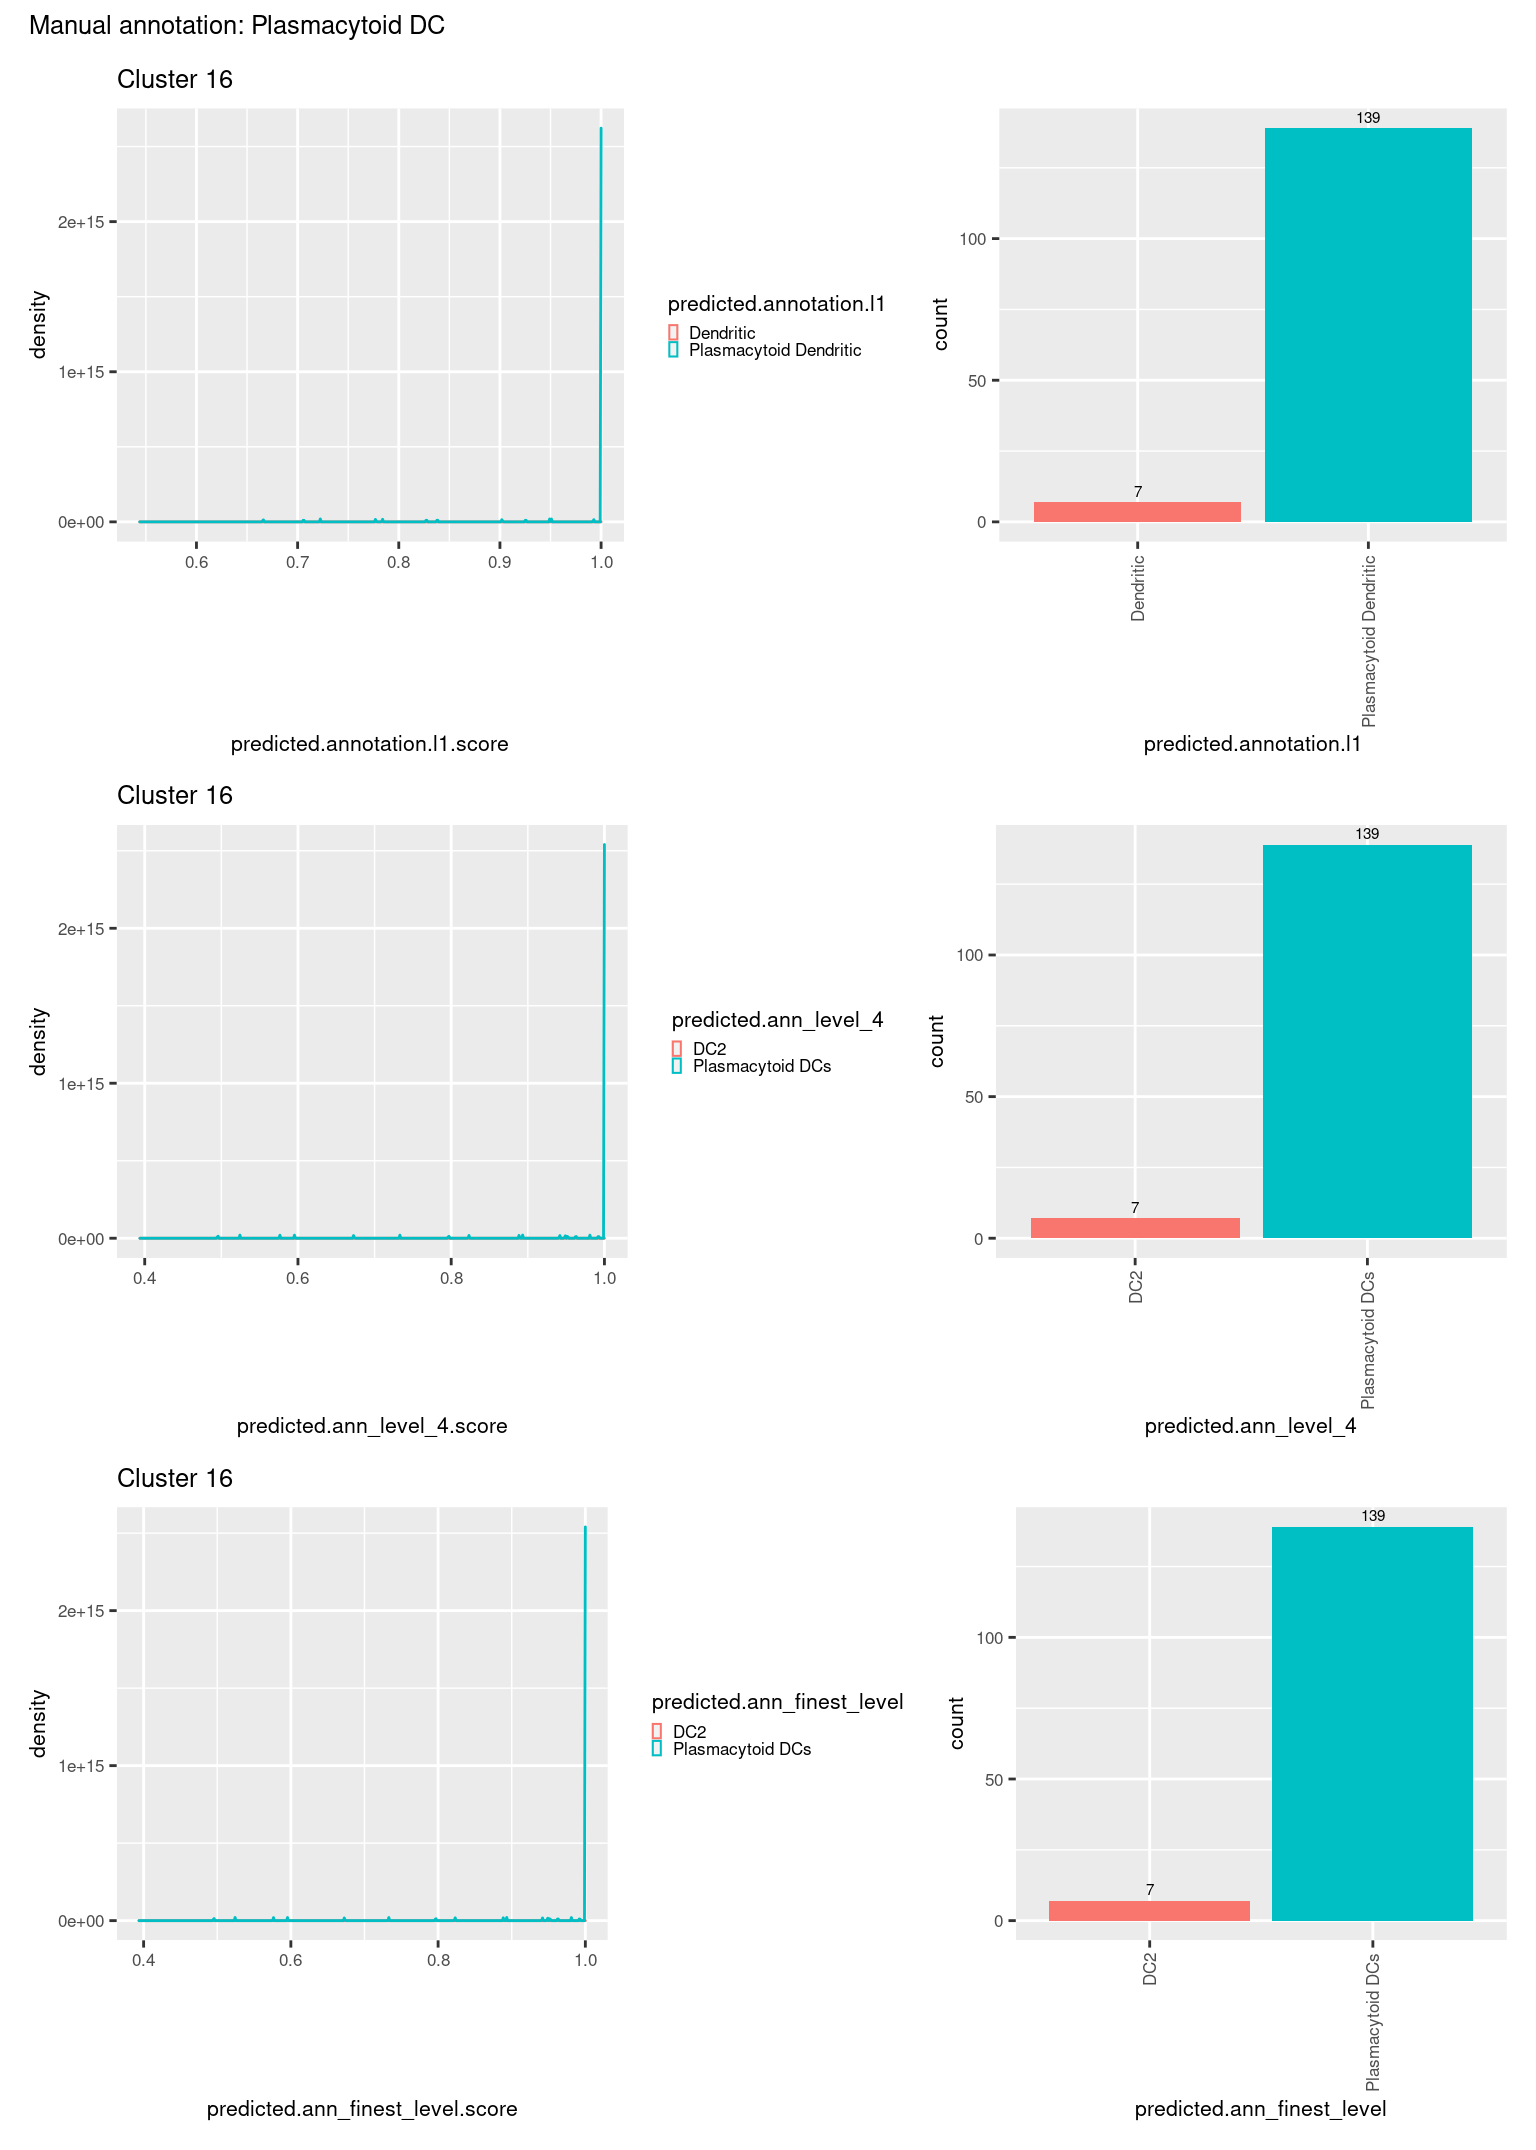 Manual annotation: Plasmacytoid DC
Cluster 16
density
2e+15
1e+15
0e+00
0.6 0.7 0.8 0.9 1.0
predicted.annotation.l1.score
predicted.annotation.l1
Dendritic
Plasmacytoid Dendritic
count
100
50
0
139
7
Dendritic
Plasmacytoid Dendritic
predicted.annotation.l1
Cluster 16
density
2e+15
1e+15
0e+00
0.4 0.6 0.8 1.0
predicted.ann_level_4.score
predicted.ann_level_4
DC2
Plasmacytoid DCs
count
100
50
0
139
7
DC2
Plasmacytoid DCs
predicted.ann_level_4
Cluster 16
density
2e+15
1e+15
0e+00
0.4 0.6 0.8 1.0
predicted.ann_finest_level.score
predicted.ann_finest_level
DC2
Plasmacytoid DCs
count
100
50
0
139
7
DC2
Plasmacytoid DCs
predicted.ann_finest_level